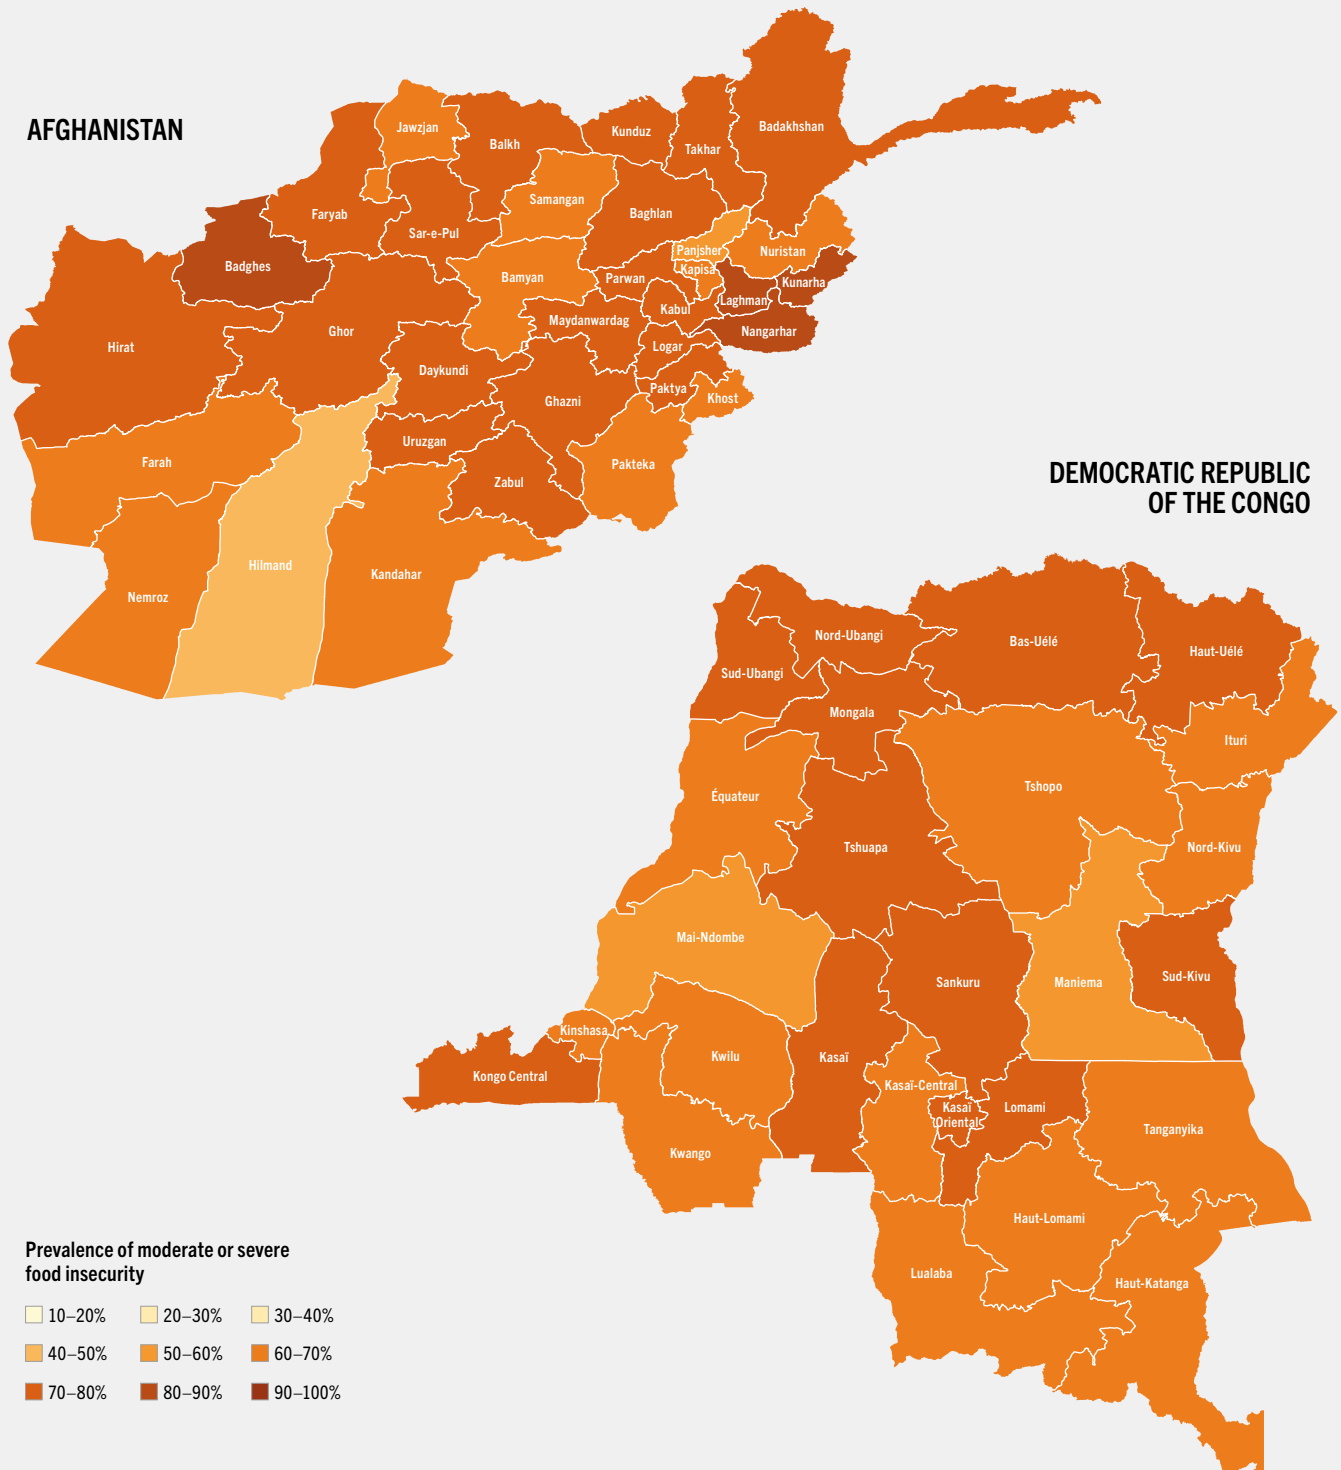 AFGHANISTAN
Jawzjan
Balkh
Kunduz
Takhar
Badakhshan
Samangan
Baghlan
Faryab
Sar-e-Pul
Panjsher
Nuristan
Badghes
Bamyan
Parwan
Kapisa
Kunarha
Laghman
Kabul
Hirat
Ghor
Maydanwardag
Nangarhar
Logar
Daykundi
Paktya
Khost
Ghazni
Uruzgan
Farah
Pakteka
Zabul
Hilmand
Kandahar
Nemroz
DEMOCRATIC REPUBLIC
OF THE CONGO
Nord-Ubangi
Bas-Uélé
Haut-Uélé
Sud-Ubangi
Mongala
Ituri
Équateur
Tshopo
Tshuapa
Nord-Kivu
Mai-Ndombe
Sankuru
Maniema
Sud-Kivu
Kinshasa
Kwilu
Kasaï
Kongo Central
Kasaï-Central
Kasaï
Oriental
Lomami
Tanganyika
Kwango
Haut-Lomami
Lualaba
Haut-Katanga
Prevalence of moderate or severe
food insecurity
10–20% 20–30% 30–40%
40–50% 50–60% 60–70%
70–80% 80–90% 90–100%